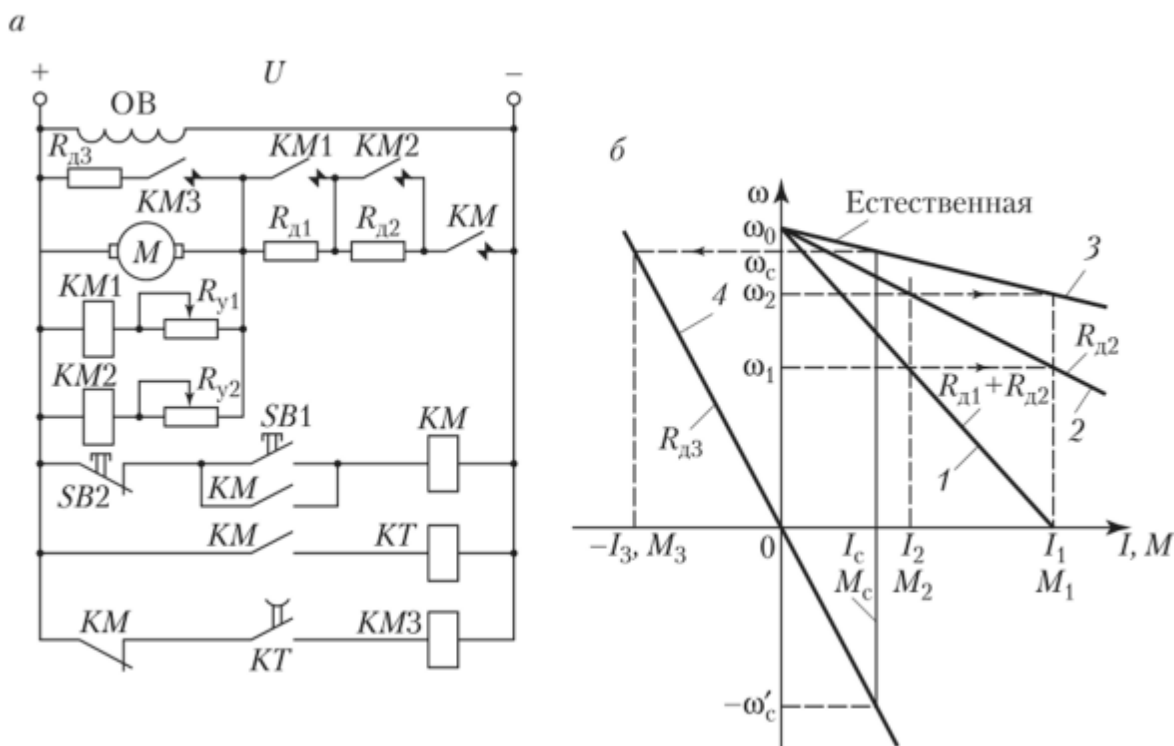 а
+ U −
ОВ
Rд3 KM1 KM2
KM3
M Rд1 Rд2 KM
KM1 Rу1
KM2 Rу2
SB1 KM
SB2 KM
KM KT
KM KM3
KT
б
ω
Естественная
ω0
ωс
ω2
3
4
Rд2
ω1
Rд1 + Rд2
Rд3
1
2
−I3, M3 0 Iс I2 I1 I, M
Mс M2 M1
−ω′с